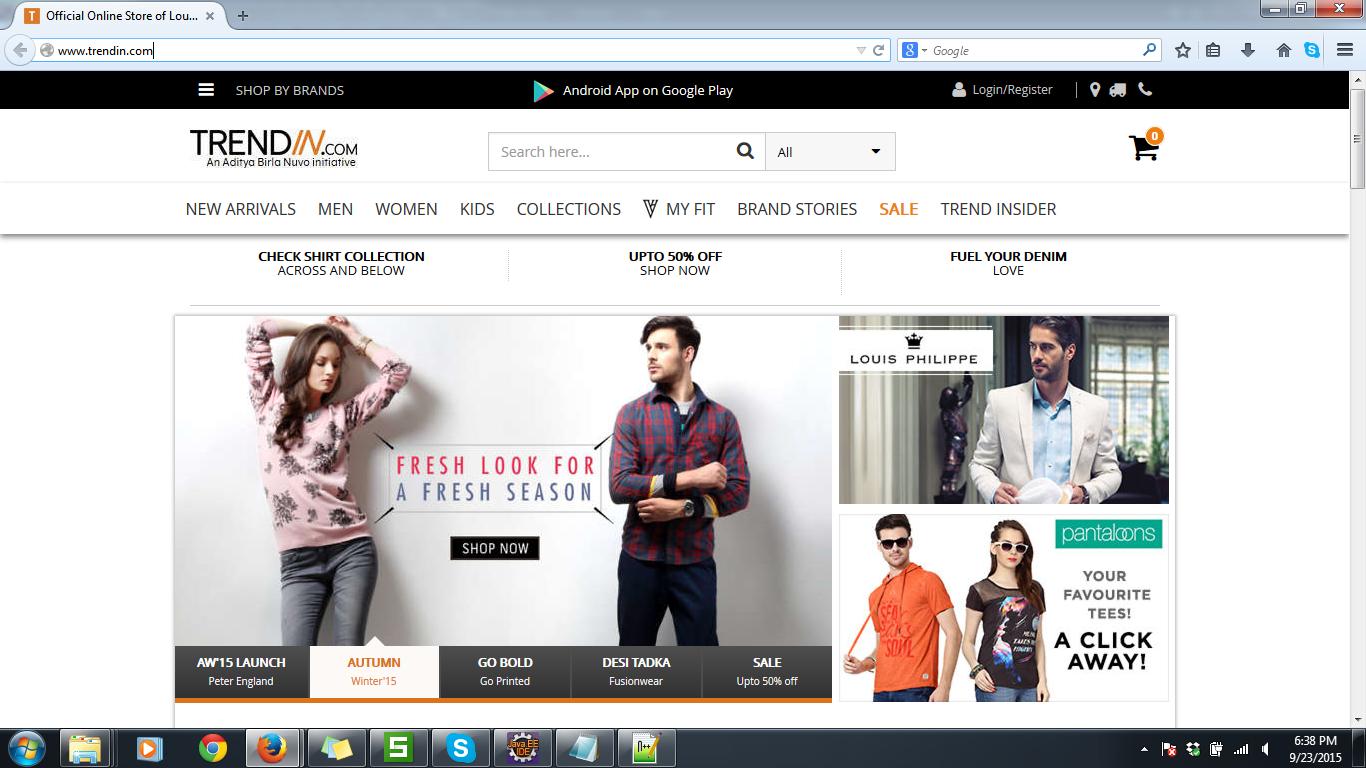 Official Online Store of Lou...
www.trendin.com
Google
SHOP BY BRANDS
Android App on Google Play
Login/Register
TRENDIN.COM
An Aditya Birla Nuvo initiative
Search here...
All
0
NEW ARRIVALS
MEN
WOMEN
KIDS
COLLECTIONS
MY FIT
BRAND STORIES
SALE
TREND INSIDER
CHECK SHIRT COLLECTION
ACROSS AND BELOW
UPTO 50% OFF
SHOP NOW
FUEL YOUR DENIM
LOVE
FRESH LOOK FOR
A FRESH SEASON
SHOP NOW
LOUIS PHILIPPE
pantaloons
YOUR
FAVOURITE
TEES!
A CLICK
AWAY!
AW'15 LAUNCH
Peter England
AUTUMN
Winter'15
GO BOLD
Go Printed
DESI TADKA
Fusionwear
SALE
Upto 50% off
Java EE
IDE
6:38 PM
9/23/2015